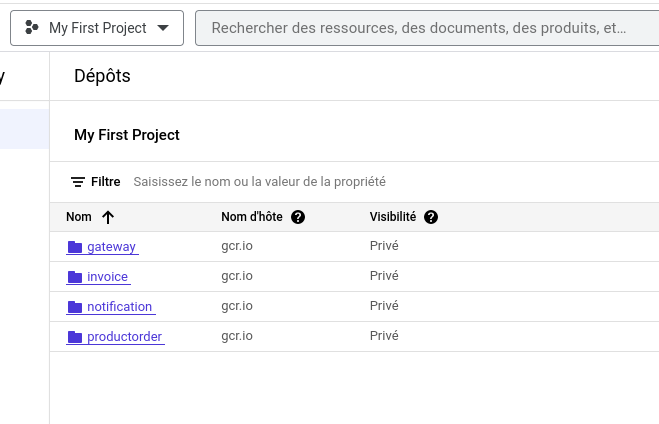 My First Project
Rechercher des ressources, des documents, des produits, et...
y
Dépôts
My First Project
Filtre Saisissez le nom ou la valeur de la propriété
Nom Nom d'hôte Visibilité
gateway gcr.io Privé
invoice gcr.io Privé
notification gcr.io Privé
productorder gcr.io Privé